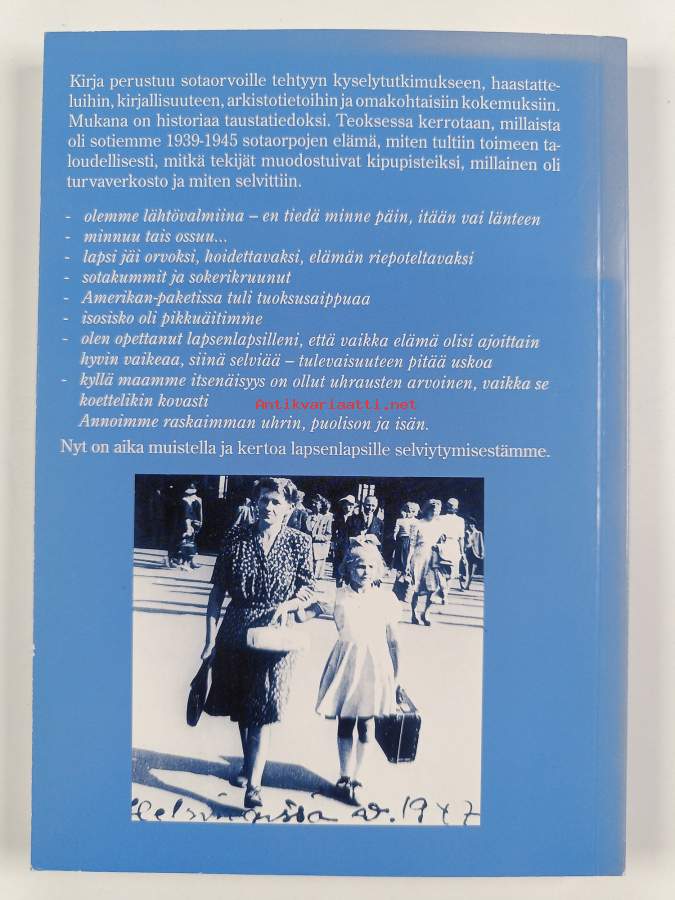 Kirja perustuu sotaorvoille tehtyyn kyselytutkimukseen, haastatte-
luihin, kirjallisuuteen, arkistotietoihin ja omakohtaisiin kokemuksiin.
Mukana on historiaa taustatiedoksi. Teoksessa kerrotaan, millaista
oli sotiemme 1939-1945 sotaorpojen elämä, miten tultiin toimeen ta-
loudellisesti, mitkä tekijät muodostuivat kipupisteiksi, millainen oli
turvaverkosto ja miten selvittiin.
- olemme lähtövalmiina – en tiedä minne päin, itään vai länteen
- minnuu tais ossuu...
- lapsi jäi orvoksi, hoidettavaksi, elämän riepoteltavaksi
- sotakummit ja sokerikruunut
- Amerikan-paketissa tuli tuoksusaippuaa
- isosisko oli pikkuäitimme
- olen opettanut lapsenlapsilleni, että vaikka elämä olisi ajoittain
hyvin vaikeaa, siinä selviää – tulevaisuuteen pitää uskoa
- kyllä maamme itsenäisyys on ollut uhrausten arvoinen, vaikka se
koettelikin kovasti
Antikvariaatti.net
Annoimme raskaimman uhrin, puolison ja isän.
Nyt on aika muistella ja kertoa lapsenlapsille selviytymisestämme.
Helsingissä v. 1947